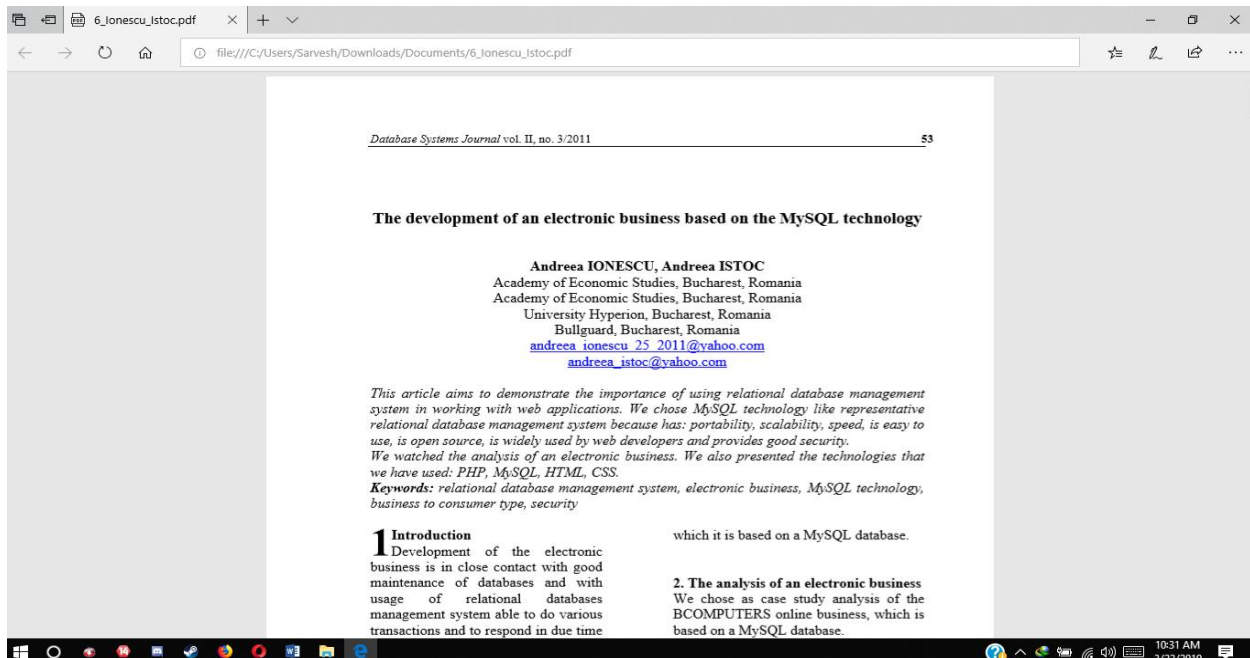 6_Ionescu_Istoc.pdf
file:///C:/Users/Sarvesh/Downloads/Documents/6_Ionescu_Istoc.pdf
Database Systems Journal vol. II, no. 3/2011 53
The development of an electronic business based on the MySQL technology
Andreea IONESCU, Andreea ISTOC
Academy of Economic Studies, Bucharest, Romania
Academy of Economic Studies, Bucharest, Romania
University Hyperion, Bucharest, Romania
Bullguard, Bucharest, Romania
andreea_ionescu_25_2011@yahoo.com
andreea_istoc@yahoo.com
This article aims to demonstrate the importance of using relational database management
system in working with web applications. We chose MySQL technology like representative
relational database management system because has: portability, scalability, speed, is easy to
use, is open source, is widely used by web developers and provides good security.
We watched the analysis of an electronic business. We also presented the technologies that
we have used: PHP, MySQL, HTML, CSS.
Keywords: relational database management system, electronic business, MySQL technology,
business to consumer type, security
1 Introduction
Development of the electronic
business is in close contact with good
maintenance of databases and with
usage of relational databases
management system able to do various
transactions and to respond in due time
which it is based on a MySQL database.
2. The analysis of an electronic business
We chose as case study analysis of the
BCOMPUTERS online business, which is
based on a MySQL database.
10:31 AM